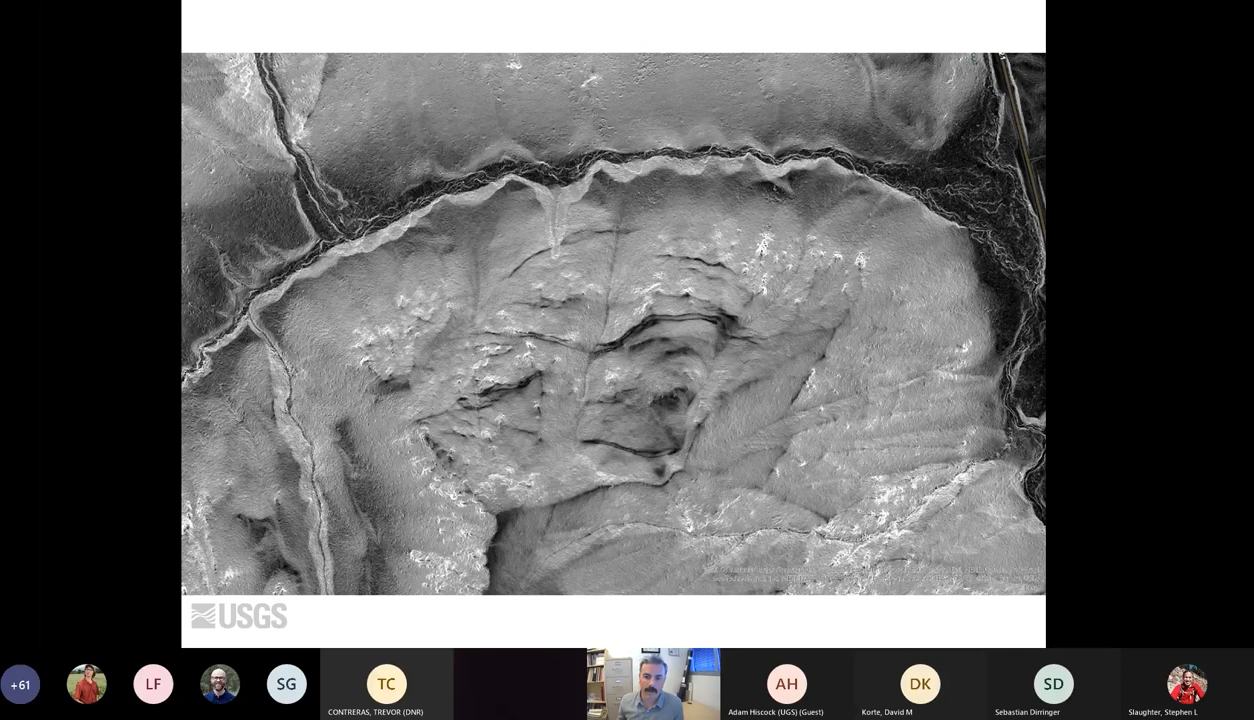 USGS
+61
LF
SG
TC
CONTRERAS, TREVOR (DNR)
AH
Adam Hiscock (UGS) (Guest)
DK
Korte, David M
SD
Sebastian Dirringer
Slaughter, Stephen L